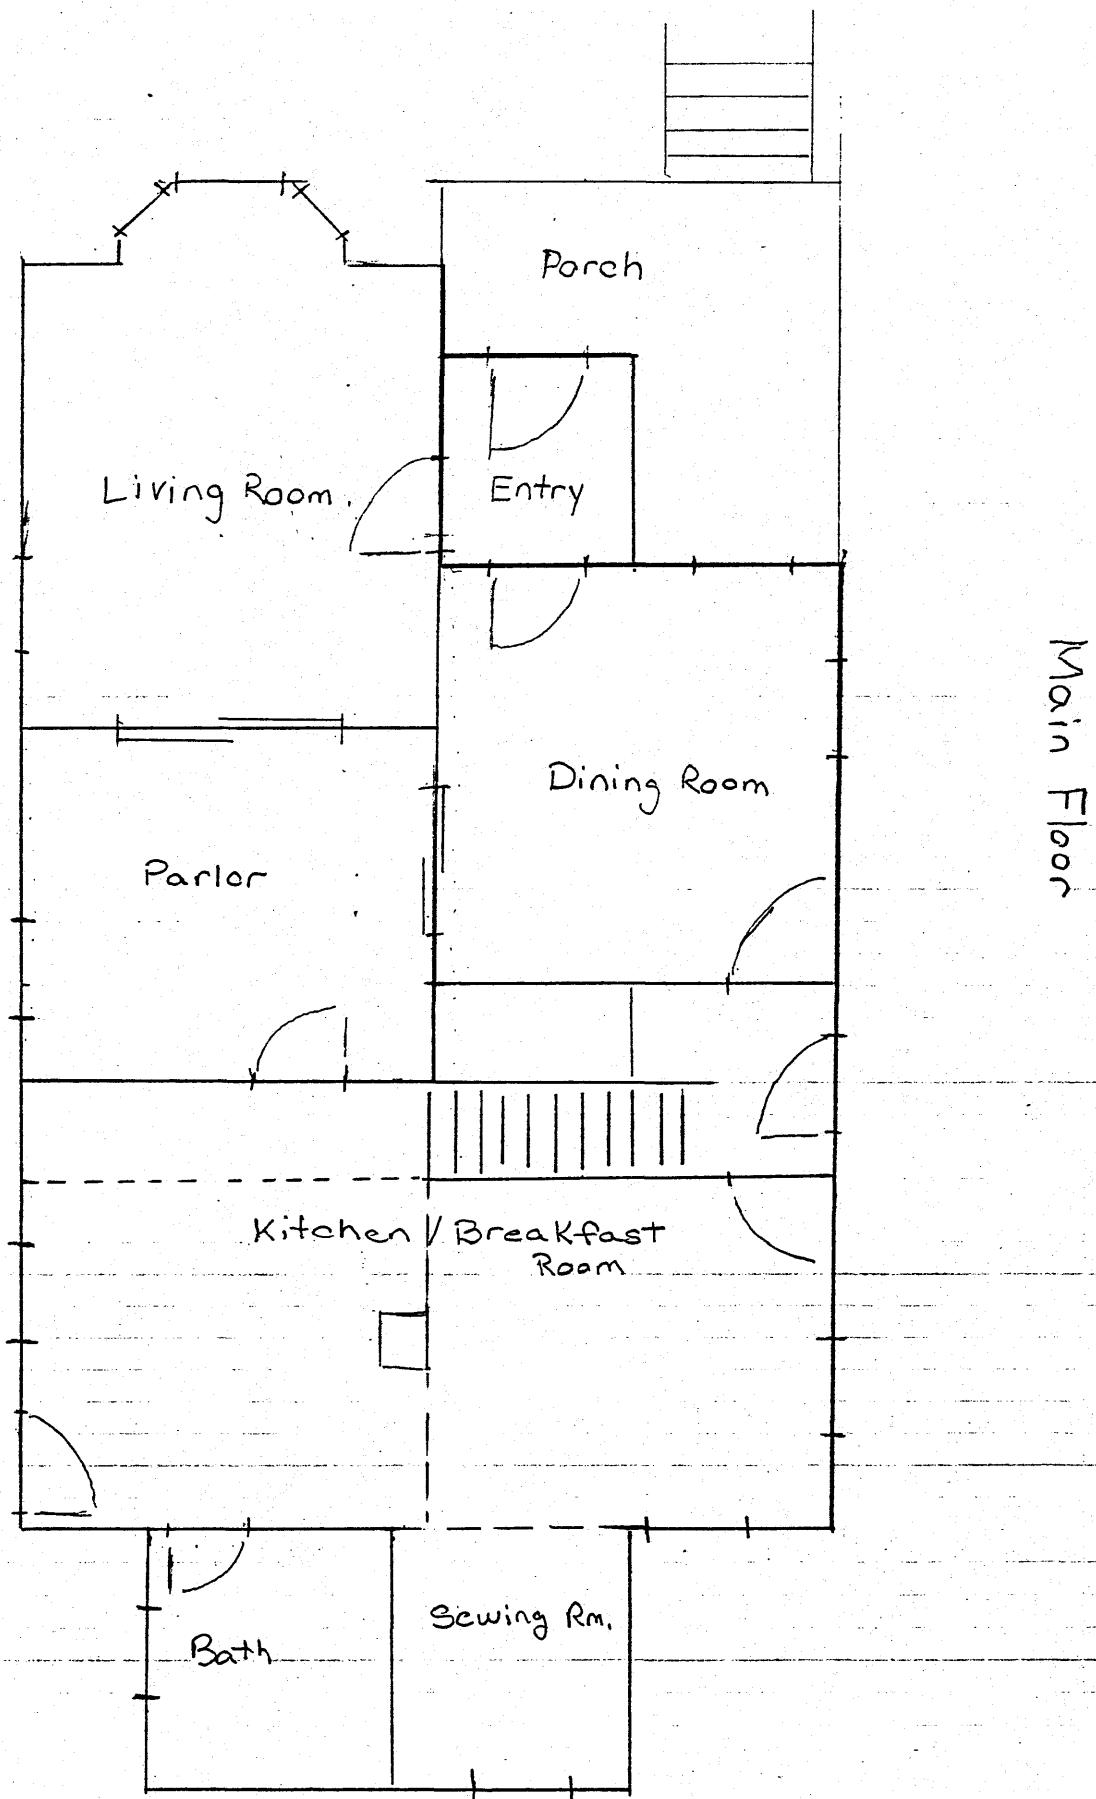 Porch
Living Room
Entry
Main Floor
Dining Room
Parlor
Kitchen / Breakfast
Room
Sewing Rm.
Bath